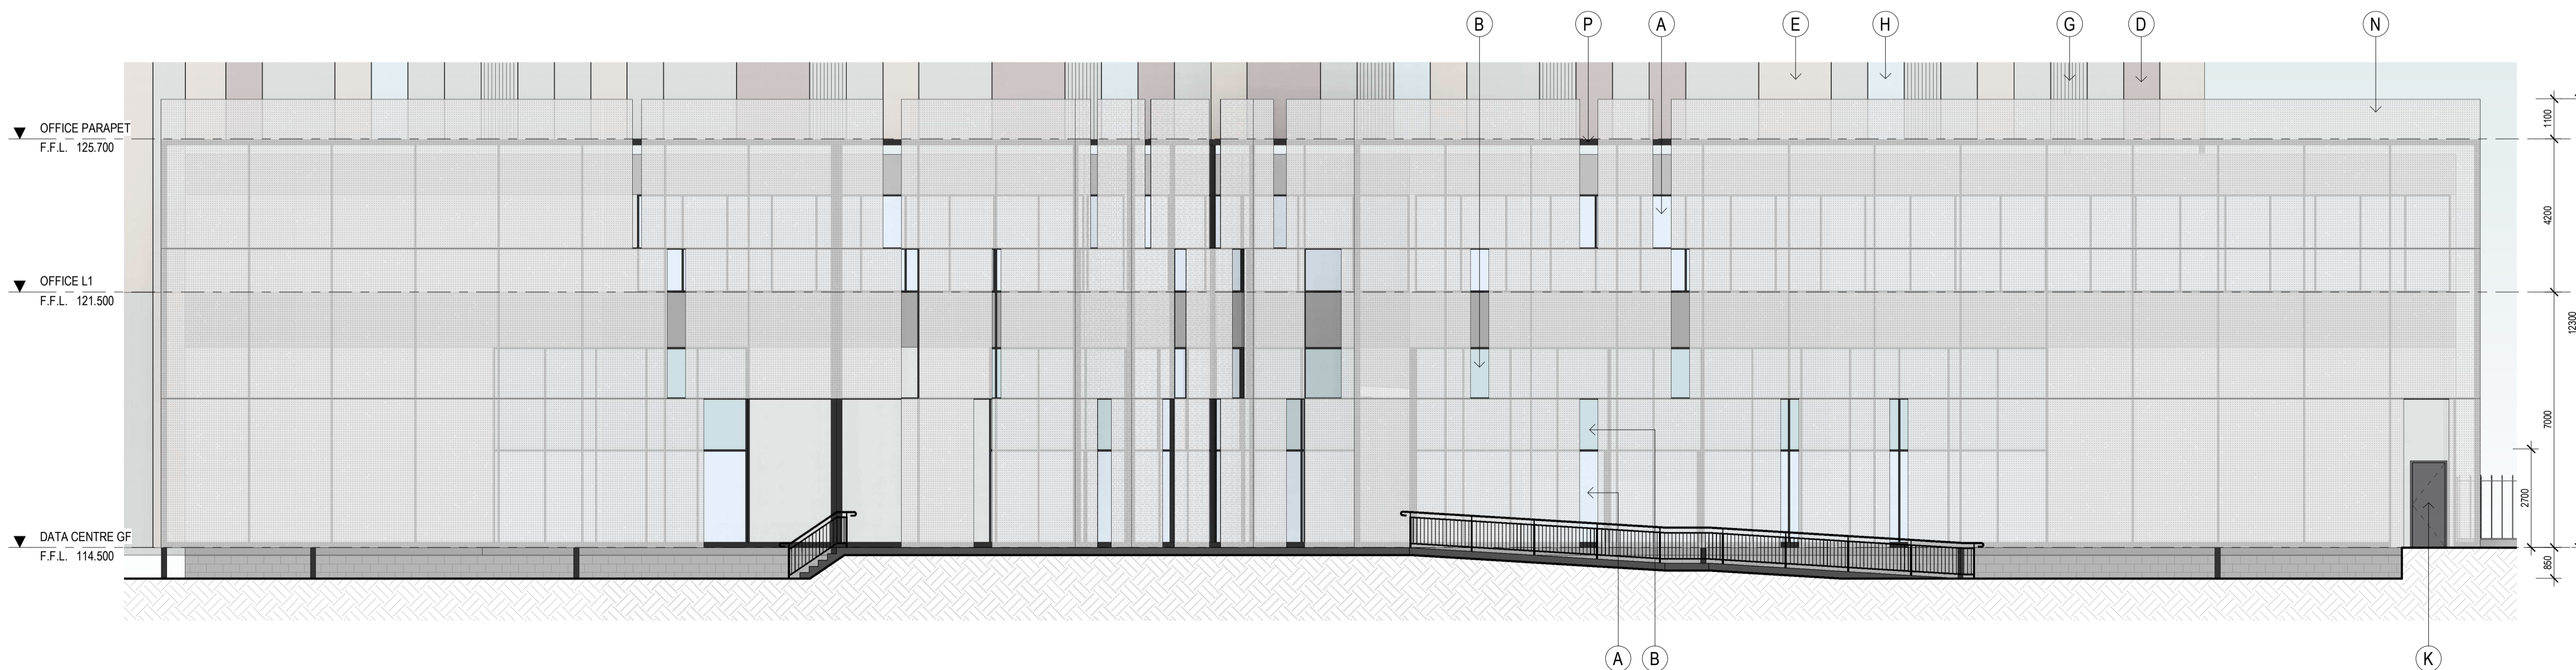 B P A E H G D N
OFFICE PARAPET
F.F.L. 125.700
OFFICE L1
F.F.L. 121.500
DATA CENTRE GF
F.F.L. 114.500
1100
4200
12300
7000
2700
850
A B K